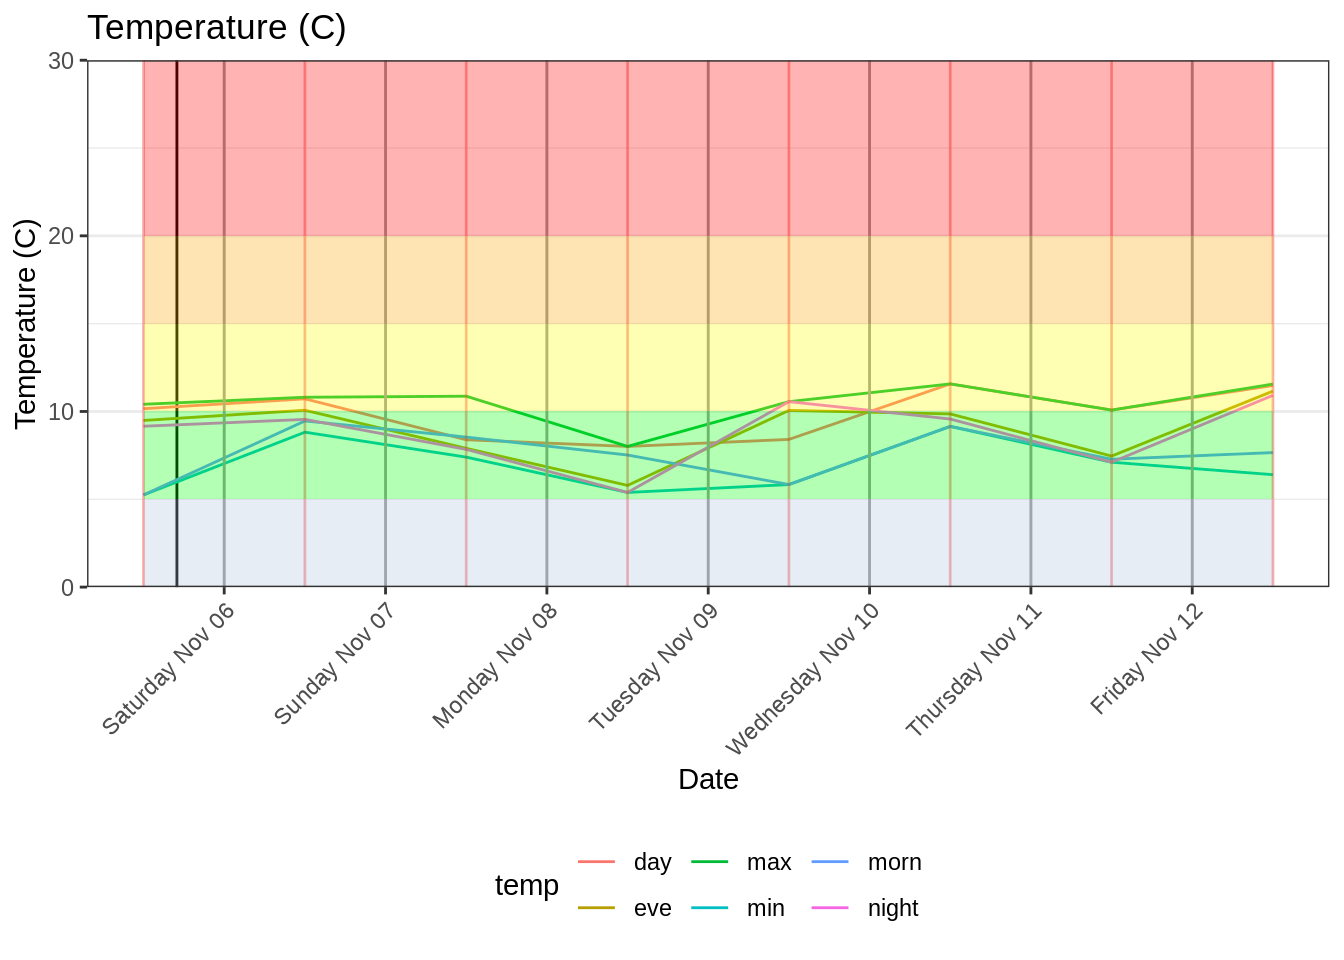 Temperature (C)
Temperature (C)
30
20
10
0
Saturday Nov 06
Sunday Nov 07
Monday Nov 08
Tuesday Nov 09
Wednesday Nov 10
Thursday Nov 11
Friday Nov 12
Date
temp
day max morn
eve min night